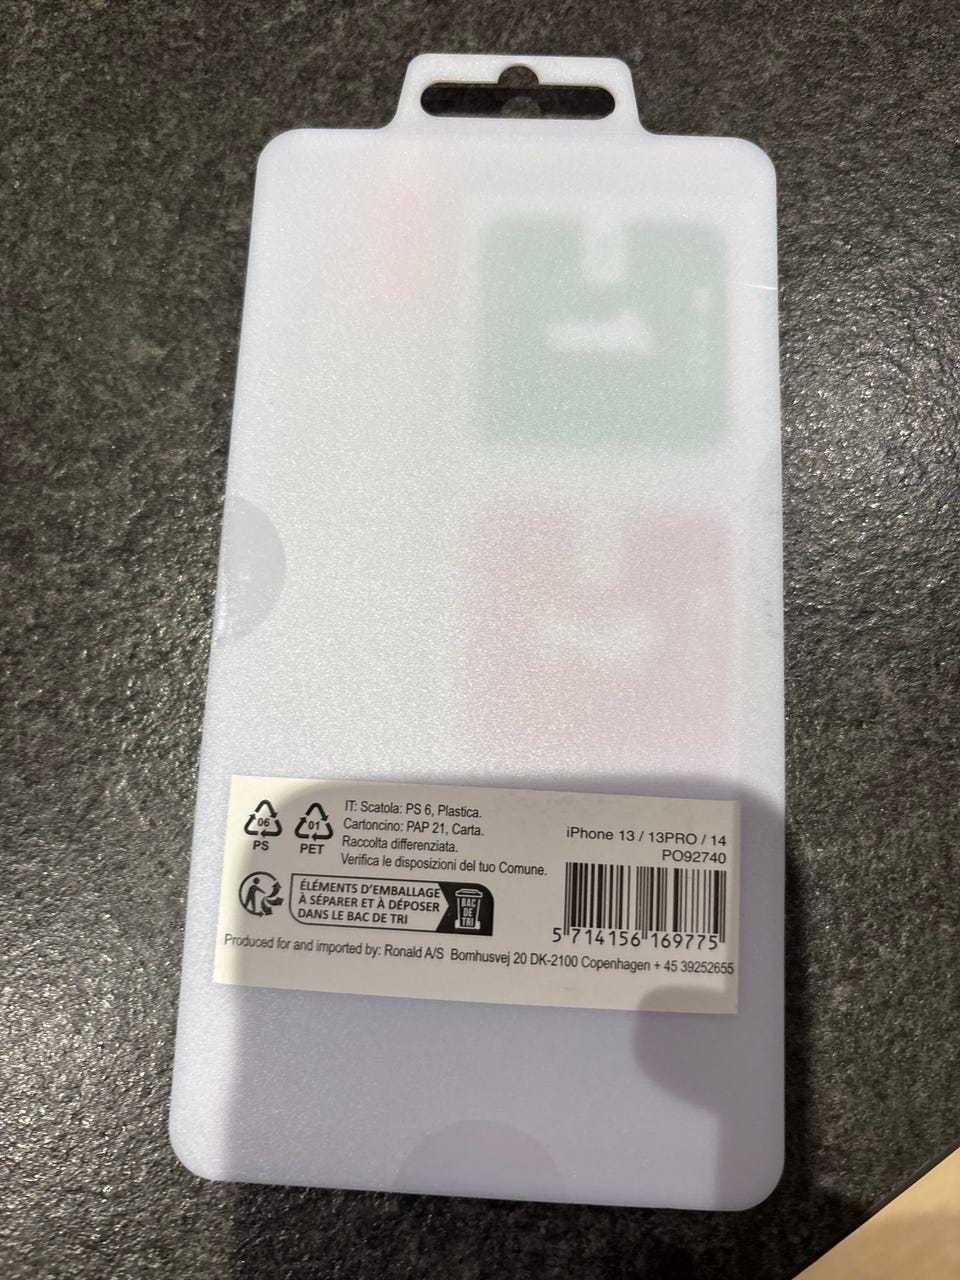 06
PS
01
PET
IT: Scatola: PS 6, Plastica.
Cartoncino: PAP 21, Carta.
Raccolta differenziata.
Verifica le disposizioni del tuo Comune.
ÉLÉMENTS D'EMBALLAGE
À SÉPARER ET À DÉPOSER
DANS LE BAC DE TRI
BAC
DE
TRI
iPhone 13 / 13PRO / 14
PO92740
5 714156 169775
Produced for and imported by: Ronald A/S Bomhusvej 20 DK-2100 Copenhagen + 45 39252655